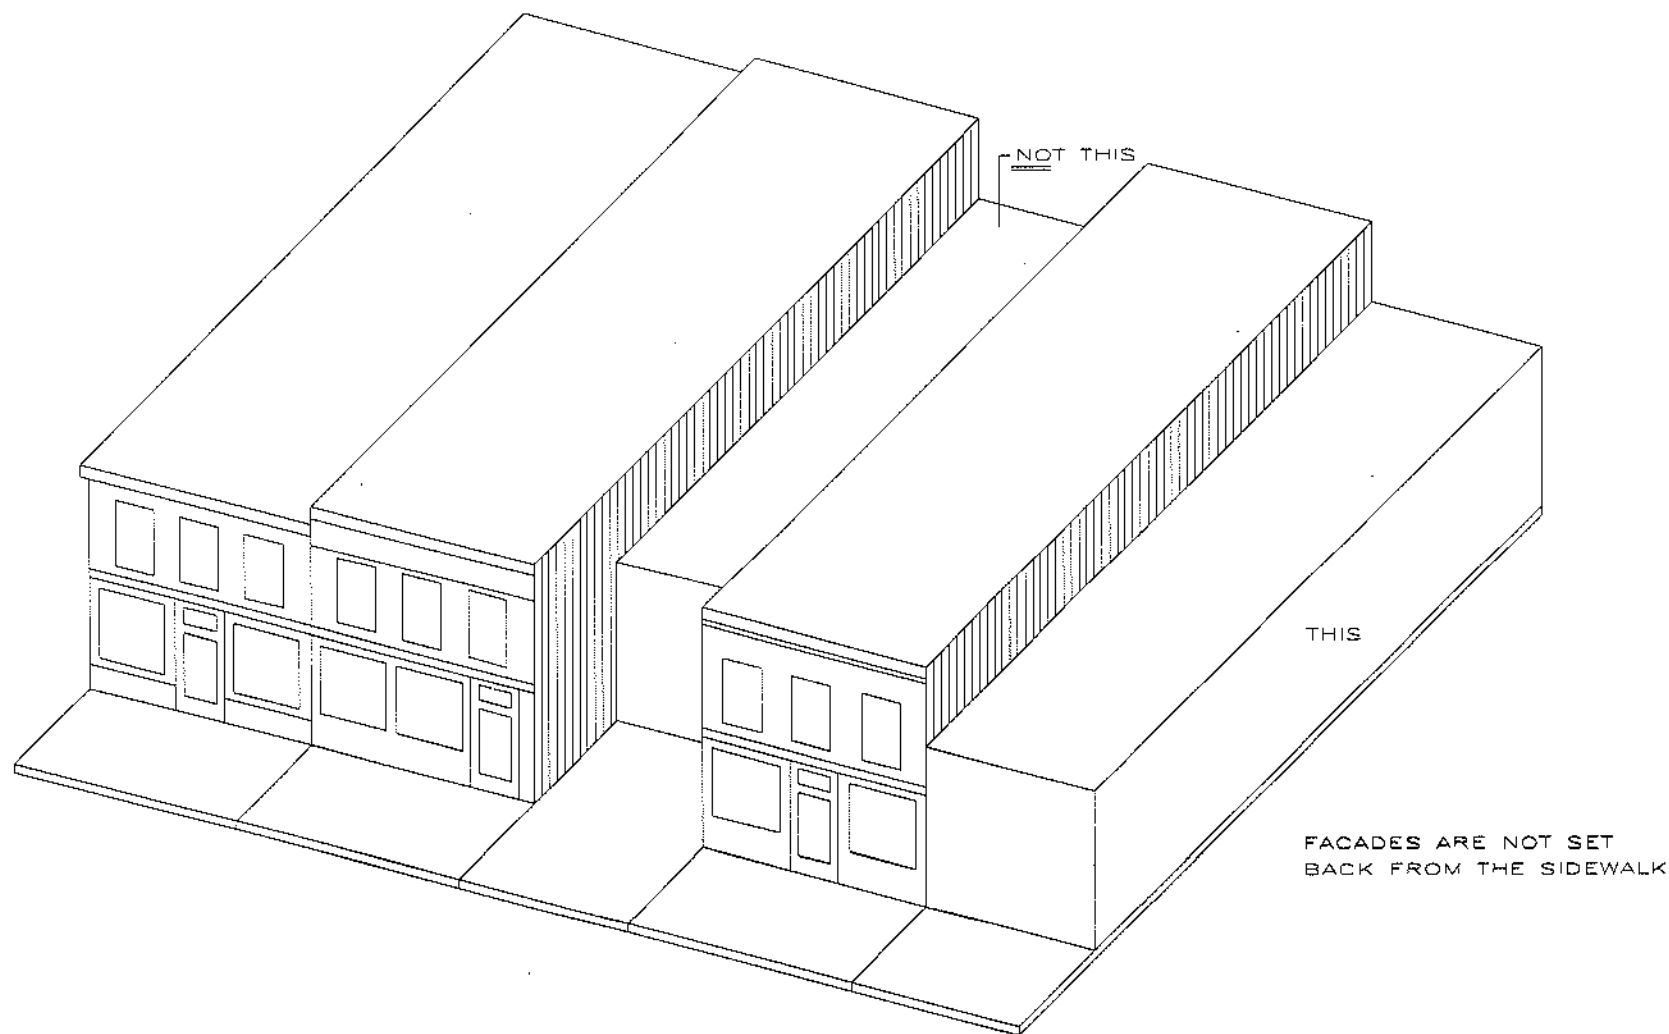 NOT THIS
THIS
FACADES ARE NOT SET
BACK FROM THE SIDEWALK